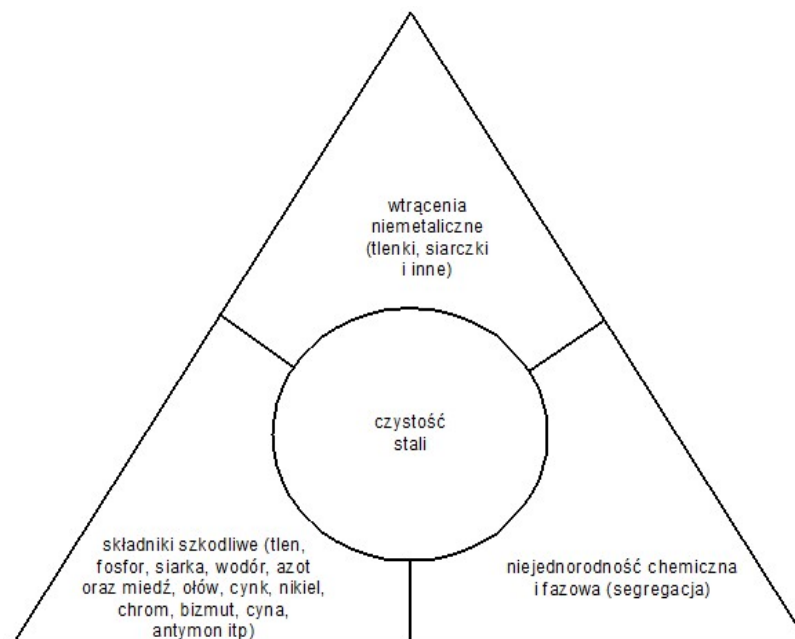 wtrącenia
niemetaliczne
(tlenki, siarczki
i inne)
czystość
stali
składniki szkodliwe (tlen,
fosfor, siarka, wodór, azot
oraz miedź, ołów, cynk, nikiel,
chrom, bizmut, cyna,
antymon itp)
niejednorodność chemiczna
i fazowa (segregacja)